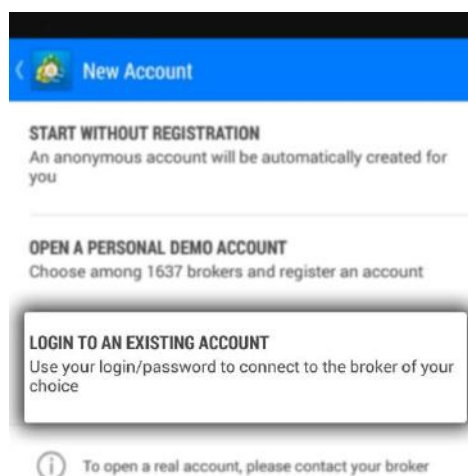 New Account
START WITHOUT REGISTRATION
An anonymous account will be automatically created for
you
OPEN A PERSONAL DEMO ACCOUNT
Choose among 1637 brokers and register an account
LOGIN TO AN EXISTING ACCOUNT
Use your login/password to connect to the broker of your
choice
To open a real account, please contact your broker